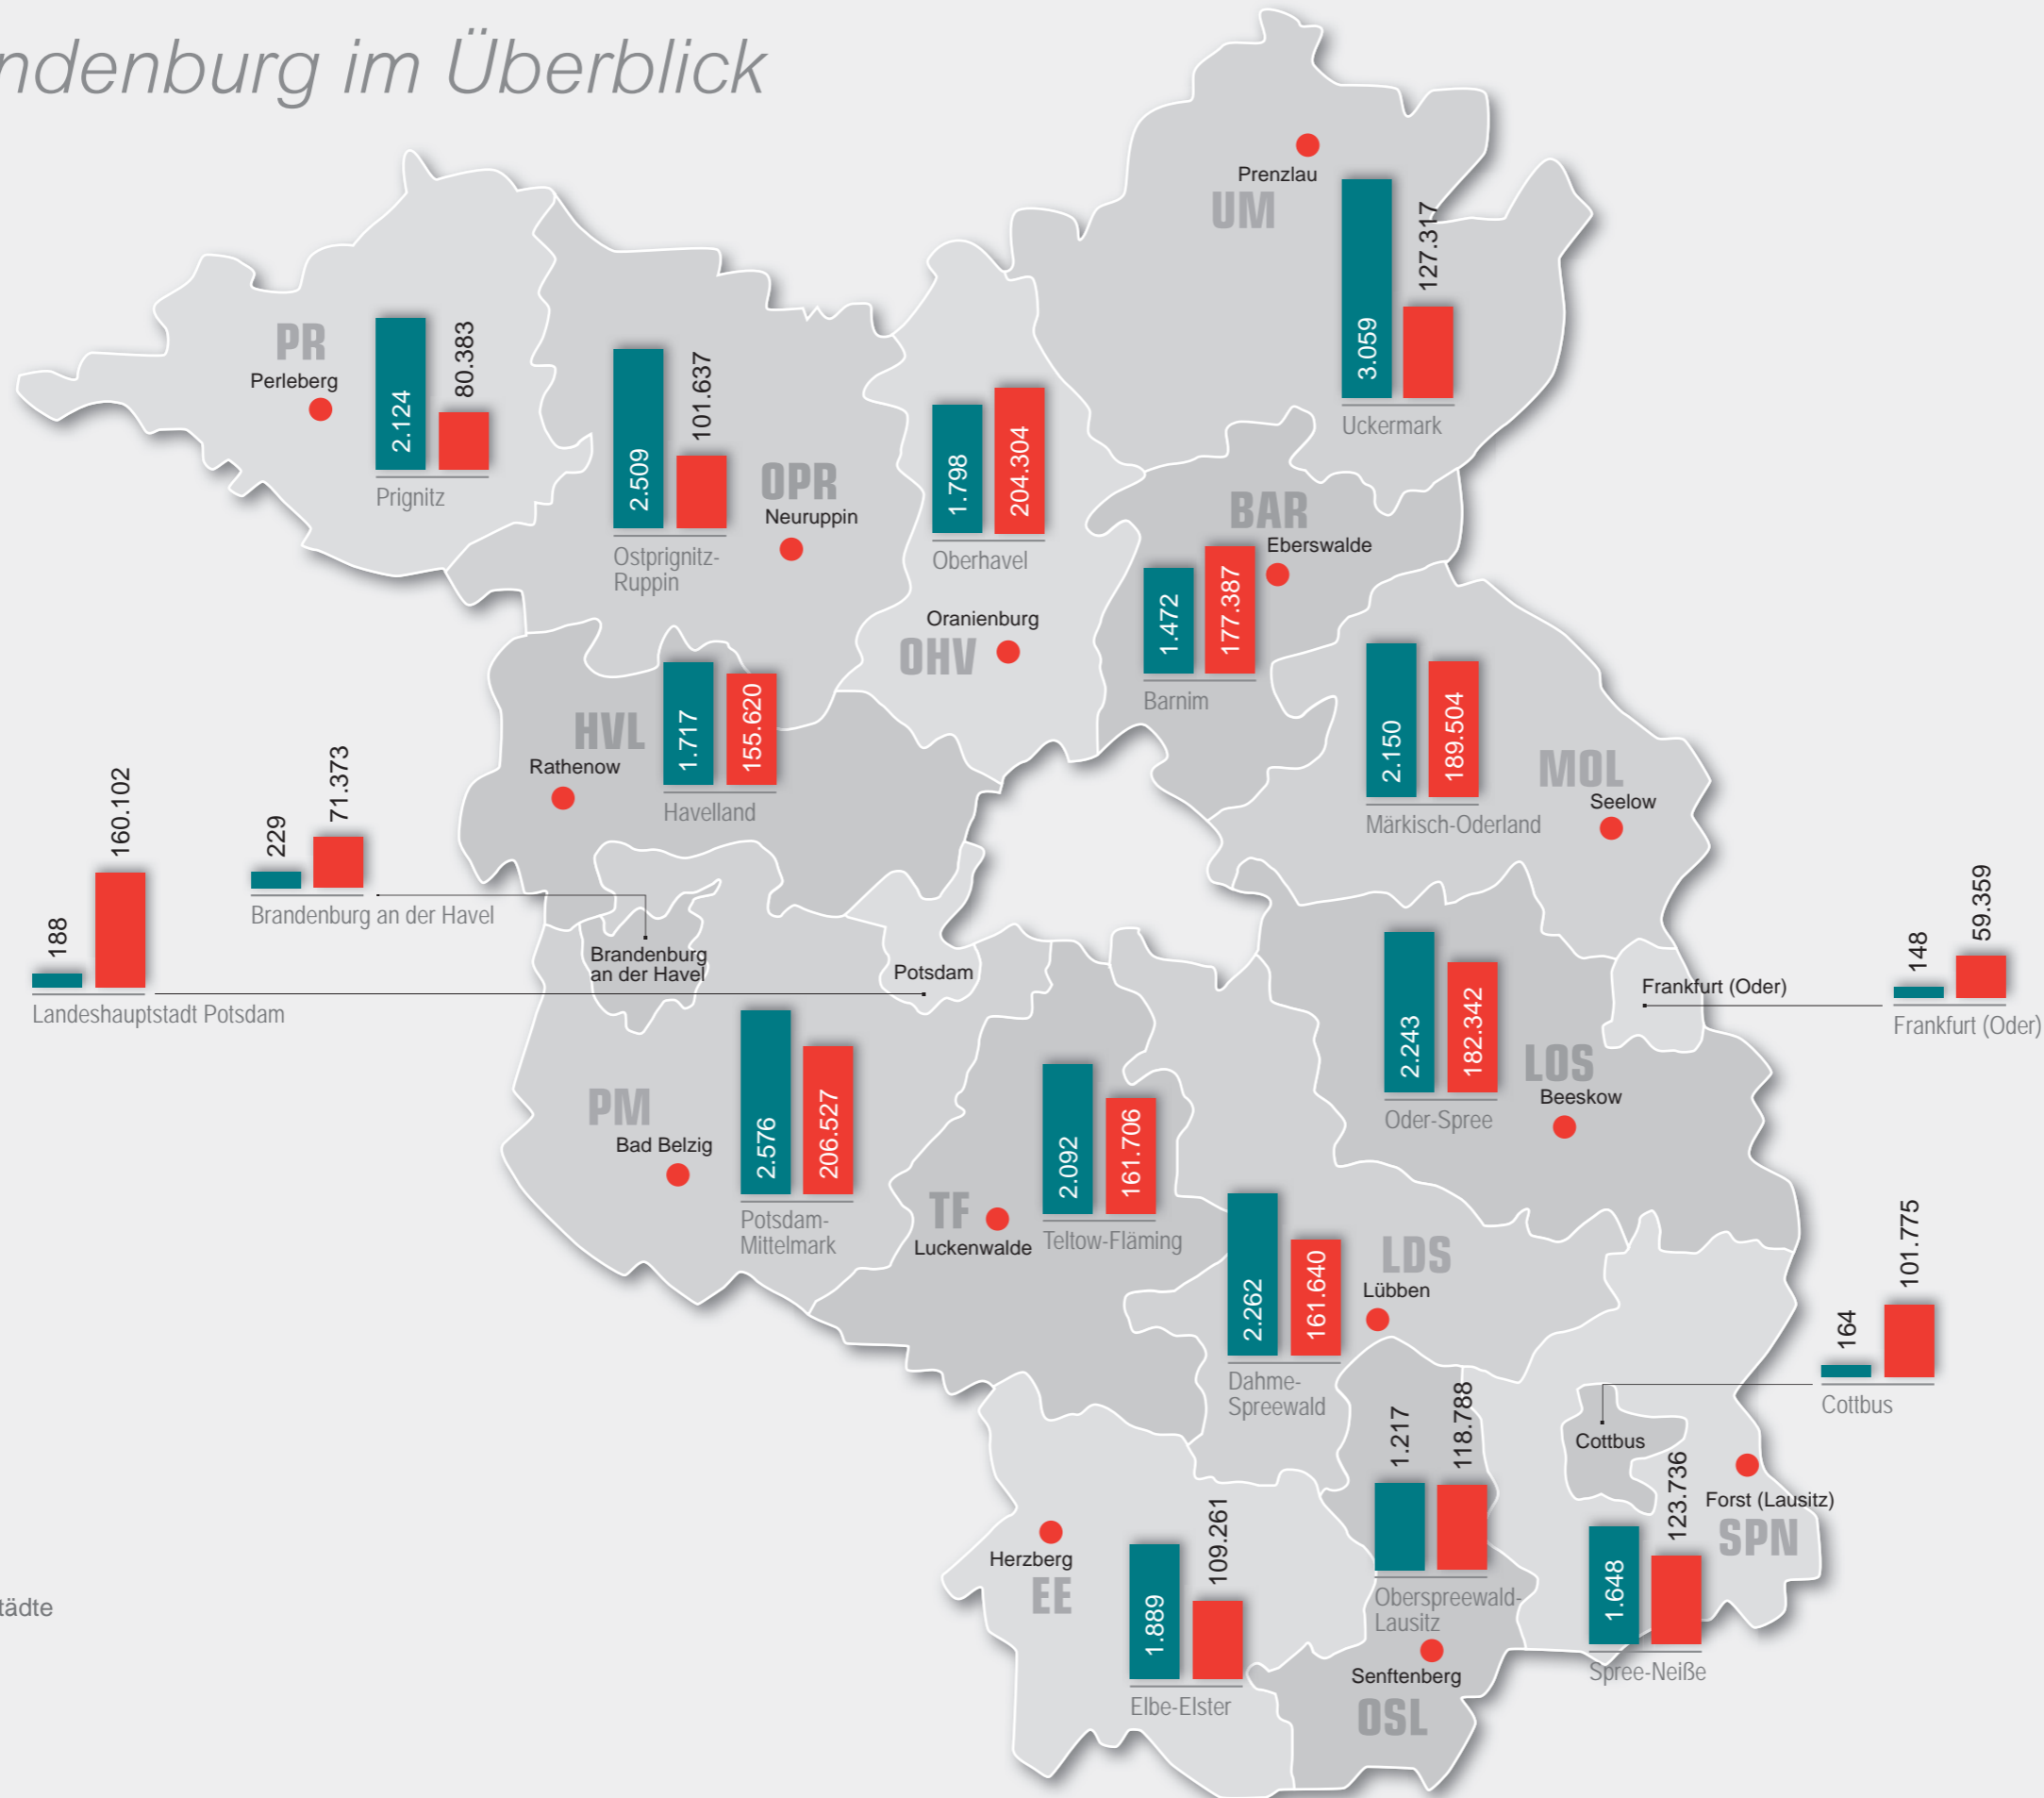 ndenburg im Überblick
Prenzlau
UM
3.059
127.317
Uckermark
PR
Perleberg
2.124
80.383
Prignitz
2.509
101.637
Ostprignitz-
Ruppin
OPR
Neuruppin
1.798
204.304
Oberhavel
Oranienburg
OHV
BAR
Eberswalde
1.472
177.387
Barnim
HVL
Rathenow
1.717
155.620
Havelland
2.150
189.504
Märkisch-Oderland
MOL
Seelow
188
160.102
Landeshauptstadt Potsdam
229
71.373
Brandenburg an der Havel
Brandenburg
an der Havel
Potsdam
2.243
182.342
Oder-Spree
LOS
Beeskow
Frankfurt (Oder)
148
59.359
Frankfurt (Oder)
PM
Bad Belzig
2.576
206.527
Potsdam-
Mittelmark
TF
Luckenwalde
2.092
161.706
Teltow-Fläming
2.262
161.640
Dahme-
Spreewald
LDS
Lübben
164
101.775
Cottbus
Cottbus
1.217
118.788
Oberspreewald-
Lausitz
Senftenberg
OSL
Forst (Lausitz)
SPN
1.648
123.736
Spree-Neiße
Herzberg
EE
1.889
109.261
Elbe-Elster
tädte